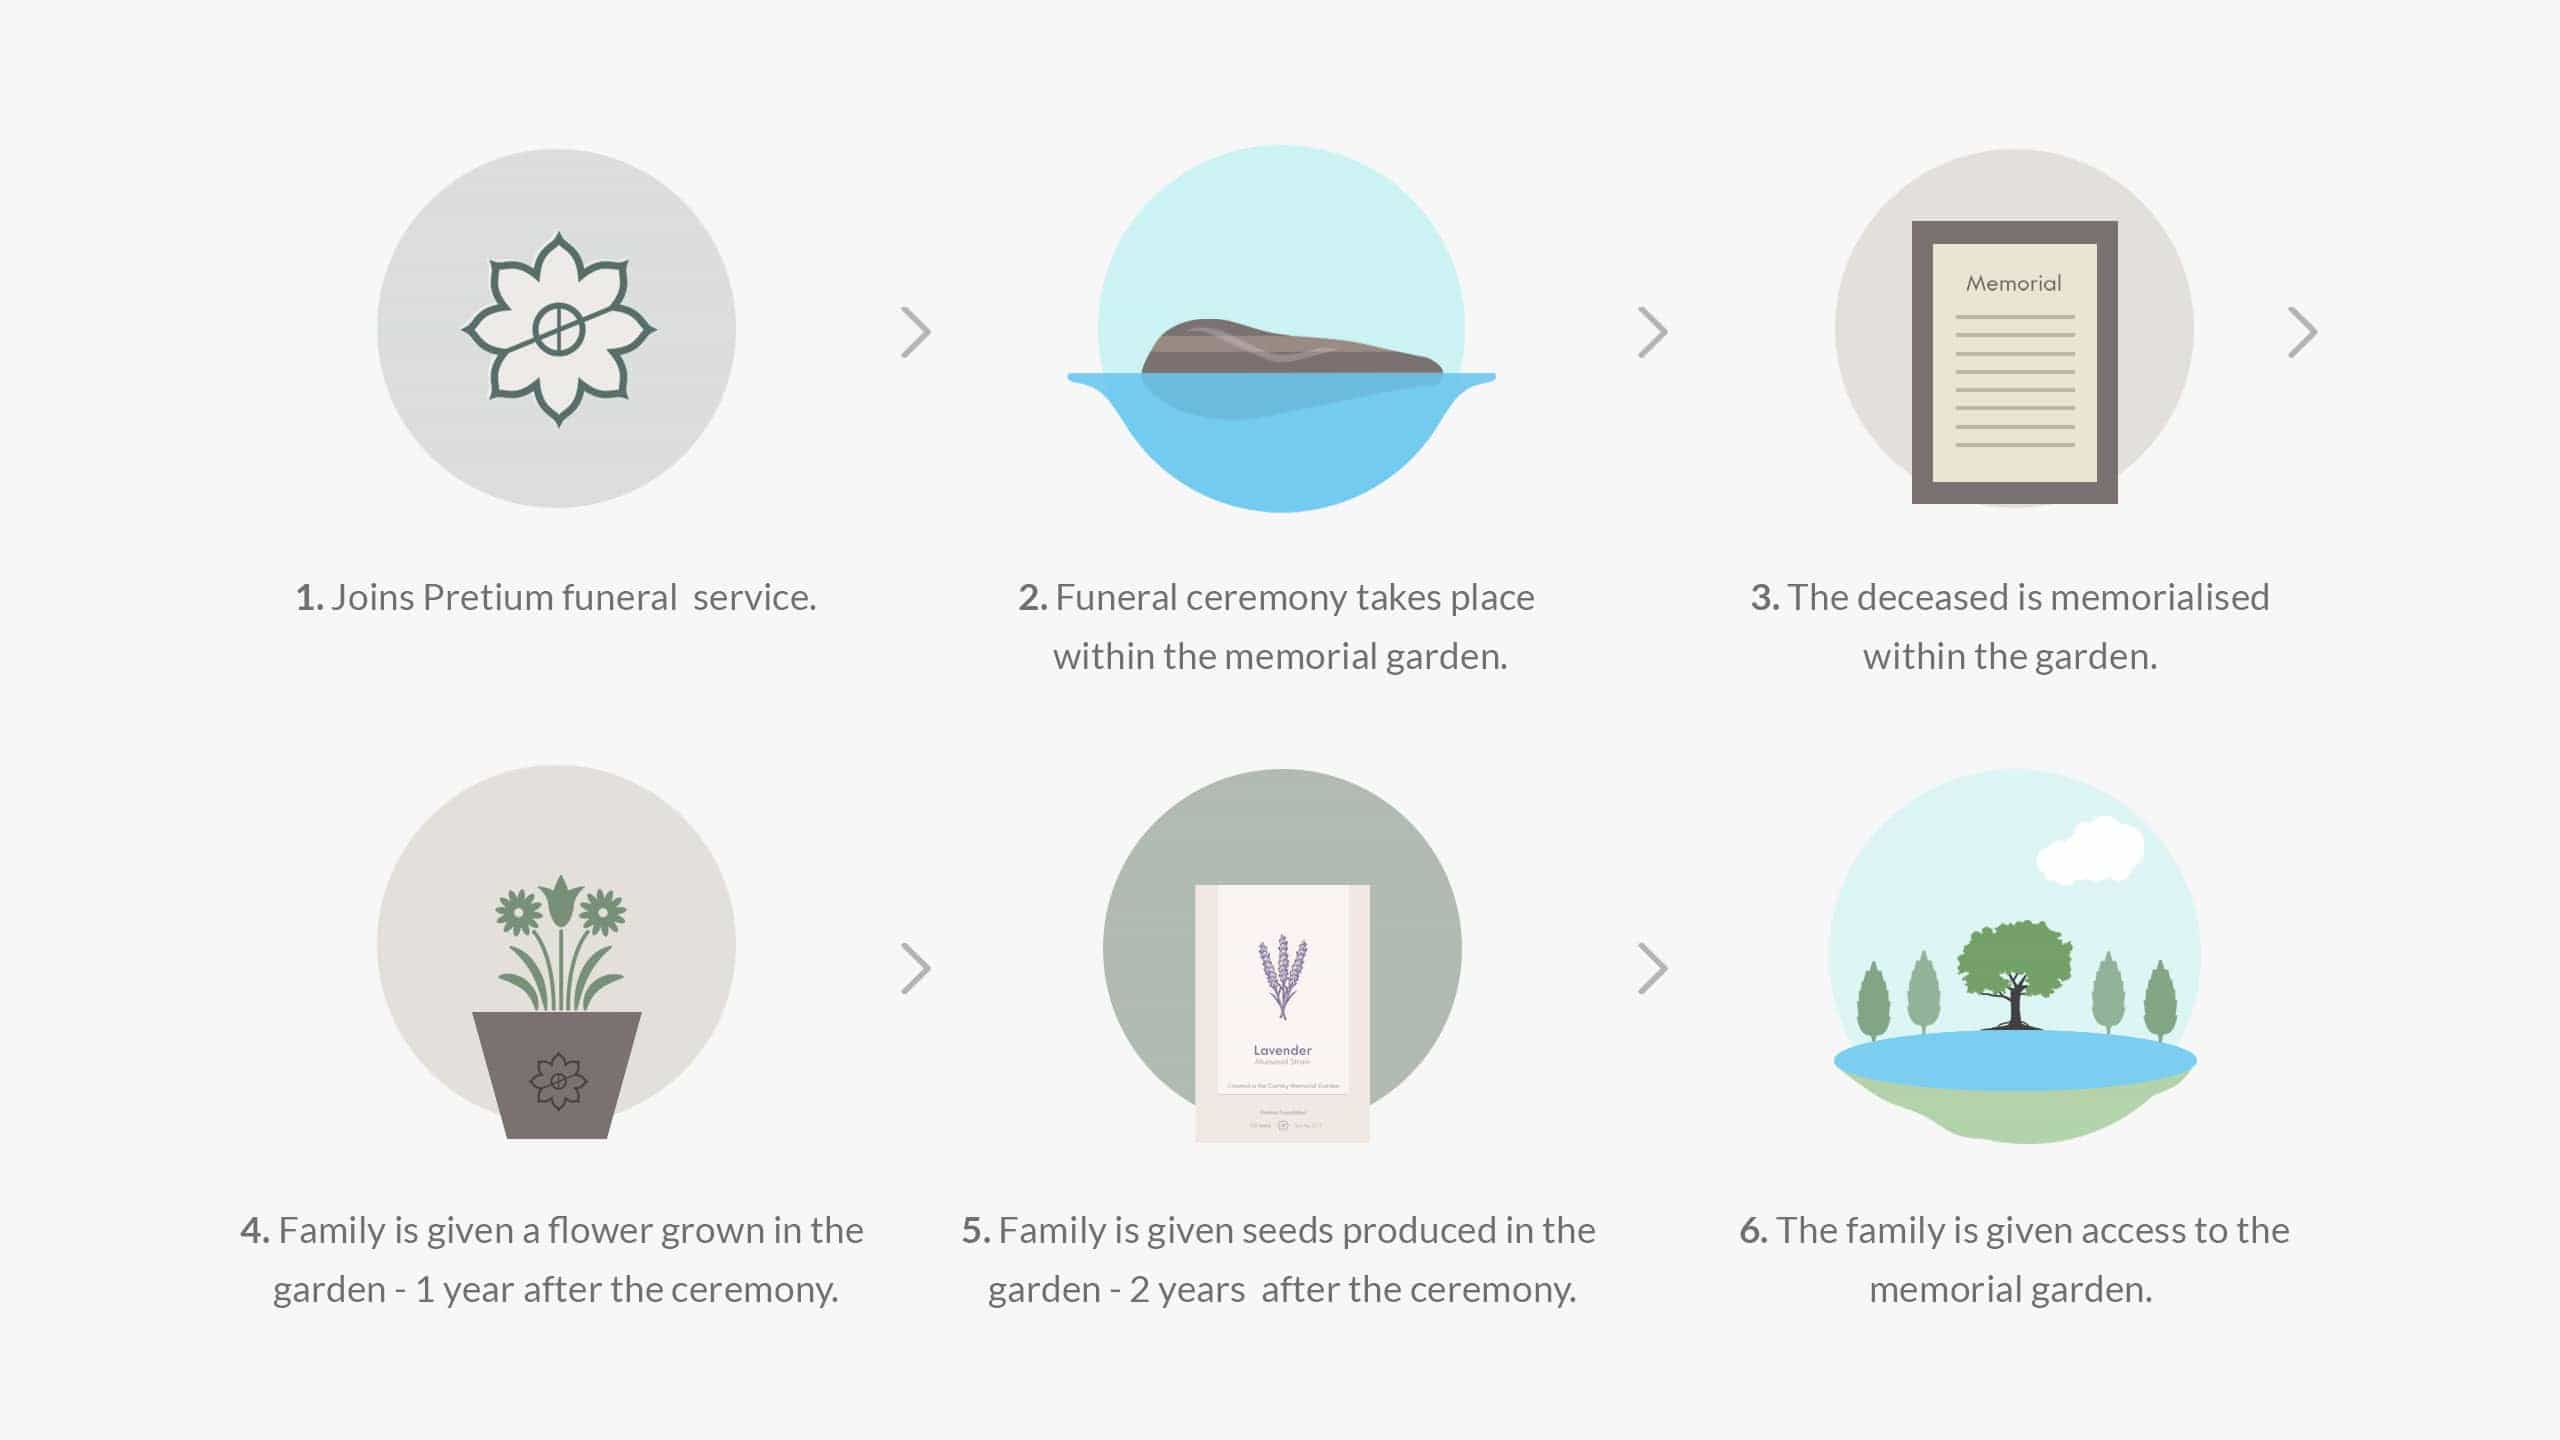 Memorial
1. Joins Pretium funeral service.
2. Funeral ceremony takes place
within the memorial garden.
3. The deceased is memorialised
within the garden.
Lavender
4. Family is given a flower grown in the
garden - 1 year after the ceremony.
5. Family is given seeds produced in the
garden - 2 years after the ceremony.
6. The family is given access to the
memorial garden.